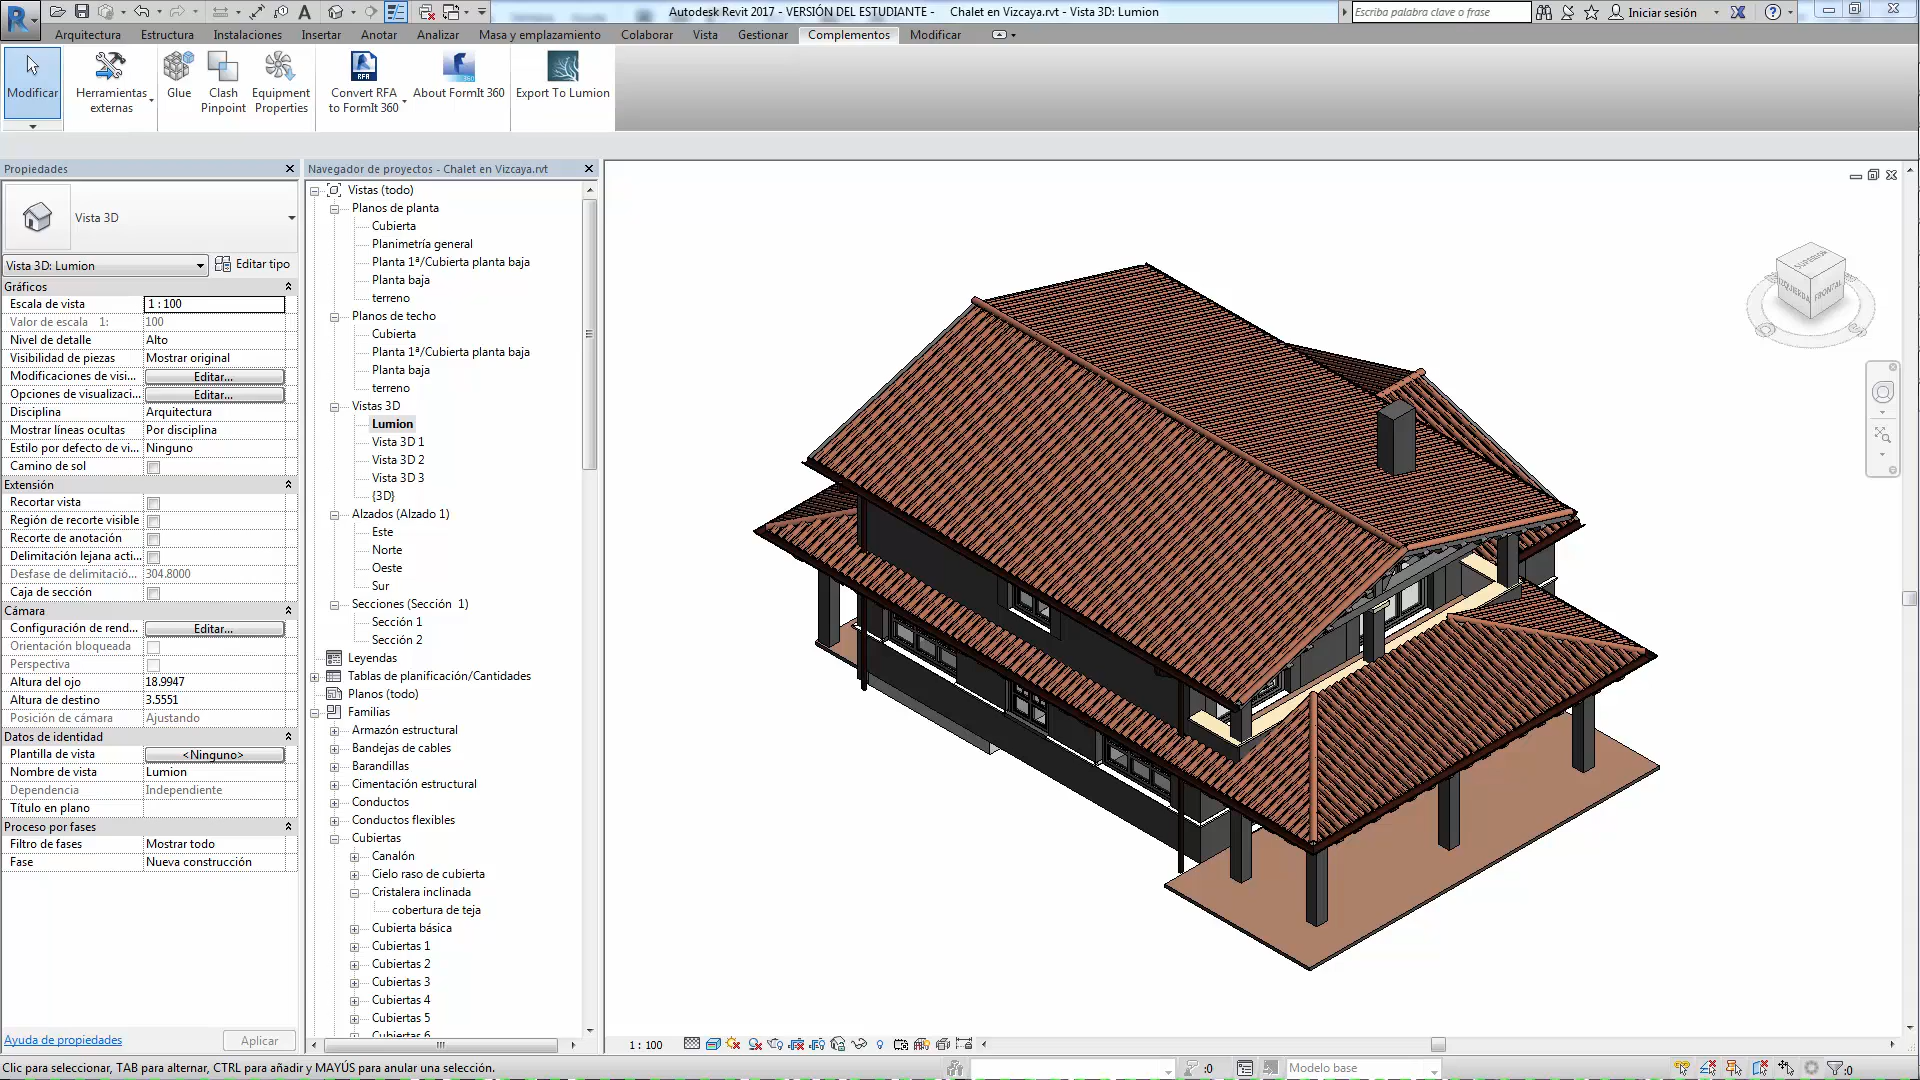 Autodesk Revit 2017 - VERSIÓN DEL ESTUDIANTE - Chalet en Vizcaya.rvt - Vista 3D: Lumion
Escriba palabra clave o frase
Iniciar sesión
Arquitectura Estructura Instalaciones Insertar Anotar Analizar Masa y emplazamiento Colaborar Vista Gestionar Complementos Modificar
Modificar
Herramientas externas
Glue
Clash Pinpoint
Equipment Properties
Convert RFA to FormIt 360
About FormIt 360
Export To Lumion
Propiedades
Vista 3D
Vista 3D: Lumion
Editar tipo
Gráficos
Escala de vista 1 : 100
Valor de escala 1: 100
Nivel de detalle Alto
Visibilidad de piezas Mostrar original
Modificaciones de visi... Editar...
Opciones de visualizaci... Editar...
Disciplina Arquitectura
Mostrar líneas ocultas Por disciplina
Estilo por defecto de vi... Ninguno
Camino de sol
Extensión
Recortar vista
Región de recorte visible
Recorte de anotación
Delimitación lejana acti...
Desfase de delimitació... 304.8000
Caja de sección
Cámara
Configuración de rend... Editar...
Orientación bloqueada
Perspectiva
Altura del ojo 18.9947
Altura de destino 3.5551
Posición de cámara Ajustando
Datos de identidad
Plantilla de vista <Ninguno>
Nombre de vista Lumion
Dependencia Independiente
Título en plano
Proceso por fases
Filtro de fases Mostrar todo
Fase Nueva construcción
Ayuda de propiedades
Aplicar
Navegador de proyectos - Chalet en Vizcaya.rvt
Vistas (todo)
Planos de planta
Cubierta
Planimetría general
Planta 1ª/Cubierta planta baja
Planta baja
terreno
Planos de techo
Cubierta
Planta 1ª/Cubierta planta baja
Planta baja
terreno
Vistas 3D
Lumion
Vista 3D 1
Vista 3D 2
Vista 3D 3
{3D}
Alzados (Alzado 1)
Este
Norte
Oeste
Sur
Secciones (Sección 1)
Sección 1
Sección 2
Leyendas
Tablas de planificación/Cantidades
Planos (todo)
Familias
Armazón estructural
Bandejas de cables
Barandillas
Cimentación estructural
Conductos
Conductos flexibles
Cubiertas
Canalón
Cielo raso de cubierta
Cristalera inclinada
cobertura de teja
Cubierta básica
Cubiertas 1
Cubiertas 2
Cubiertas 3
Cubiertas 4
Cubiertas 5
Cubiertas 6
SUPERIOR
IZQUIERDA
FRONTAL
1 : 100
Clic para seleccionar, TAB para alternar, CTRL para añadir y MAYÚS para anular una selección.
:0
Modelo base
:0